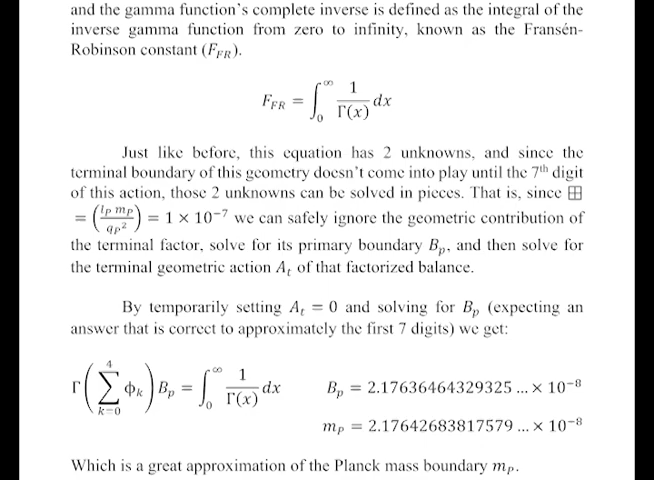 and the gamma function's complete inverse is defined as the integral of the
inverse gamma function from zero to infinity, known as the Fransén-
Robinson constant (F_FR).
F_FR = ∫₀^∞ 1/Γ(x) dx
Just like before, this equation has 2 unknowns, and since the
terminal boundary of this geometry doesn't come into play until the 7th digit
of this action, those 2 unknowns can be solved in pieces. That is, since ⊞
= (l_P m_P / q_P²) = 1 × 10⁻⁷ we can safely ignore the geometric contribution of
the terminal factor, solve for its primary boundary B_p, and then solve for
the terminal geometric action A_t of that factorized balance.
By temporarily setting A_t = 0 and solving for B_p (expecting an
answer that is correct to approximately the first 7 digits) we get:
Γ(∑_{k=0}^{4} Φ_k) B_p = ∫₀^∞ 1/Γ(x) dx B_p = 2.17636464329325 ... × 10⁻⁸
m_P = 2.17642683817579 ... × 10⁻⁸
Which is a great approximation of the Planck mass boundary m_P.